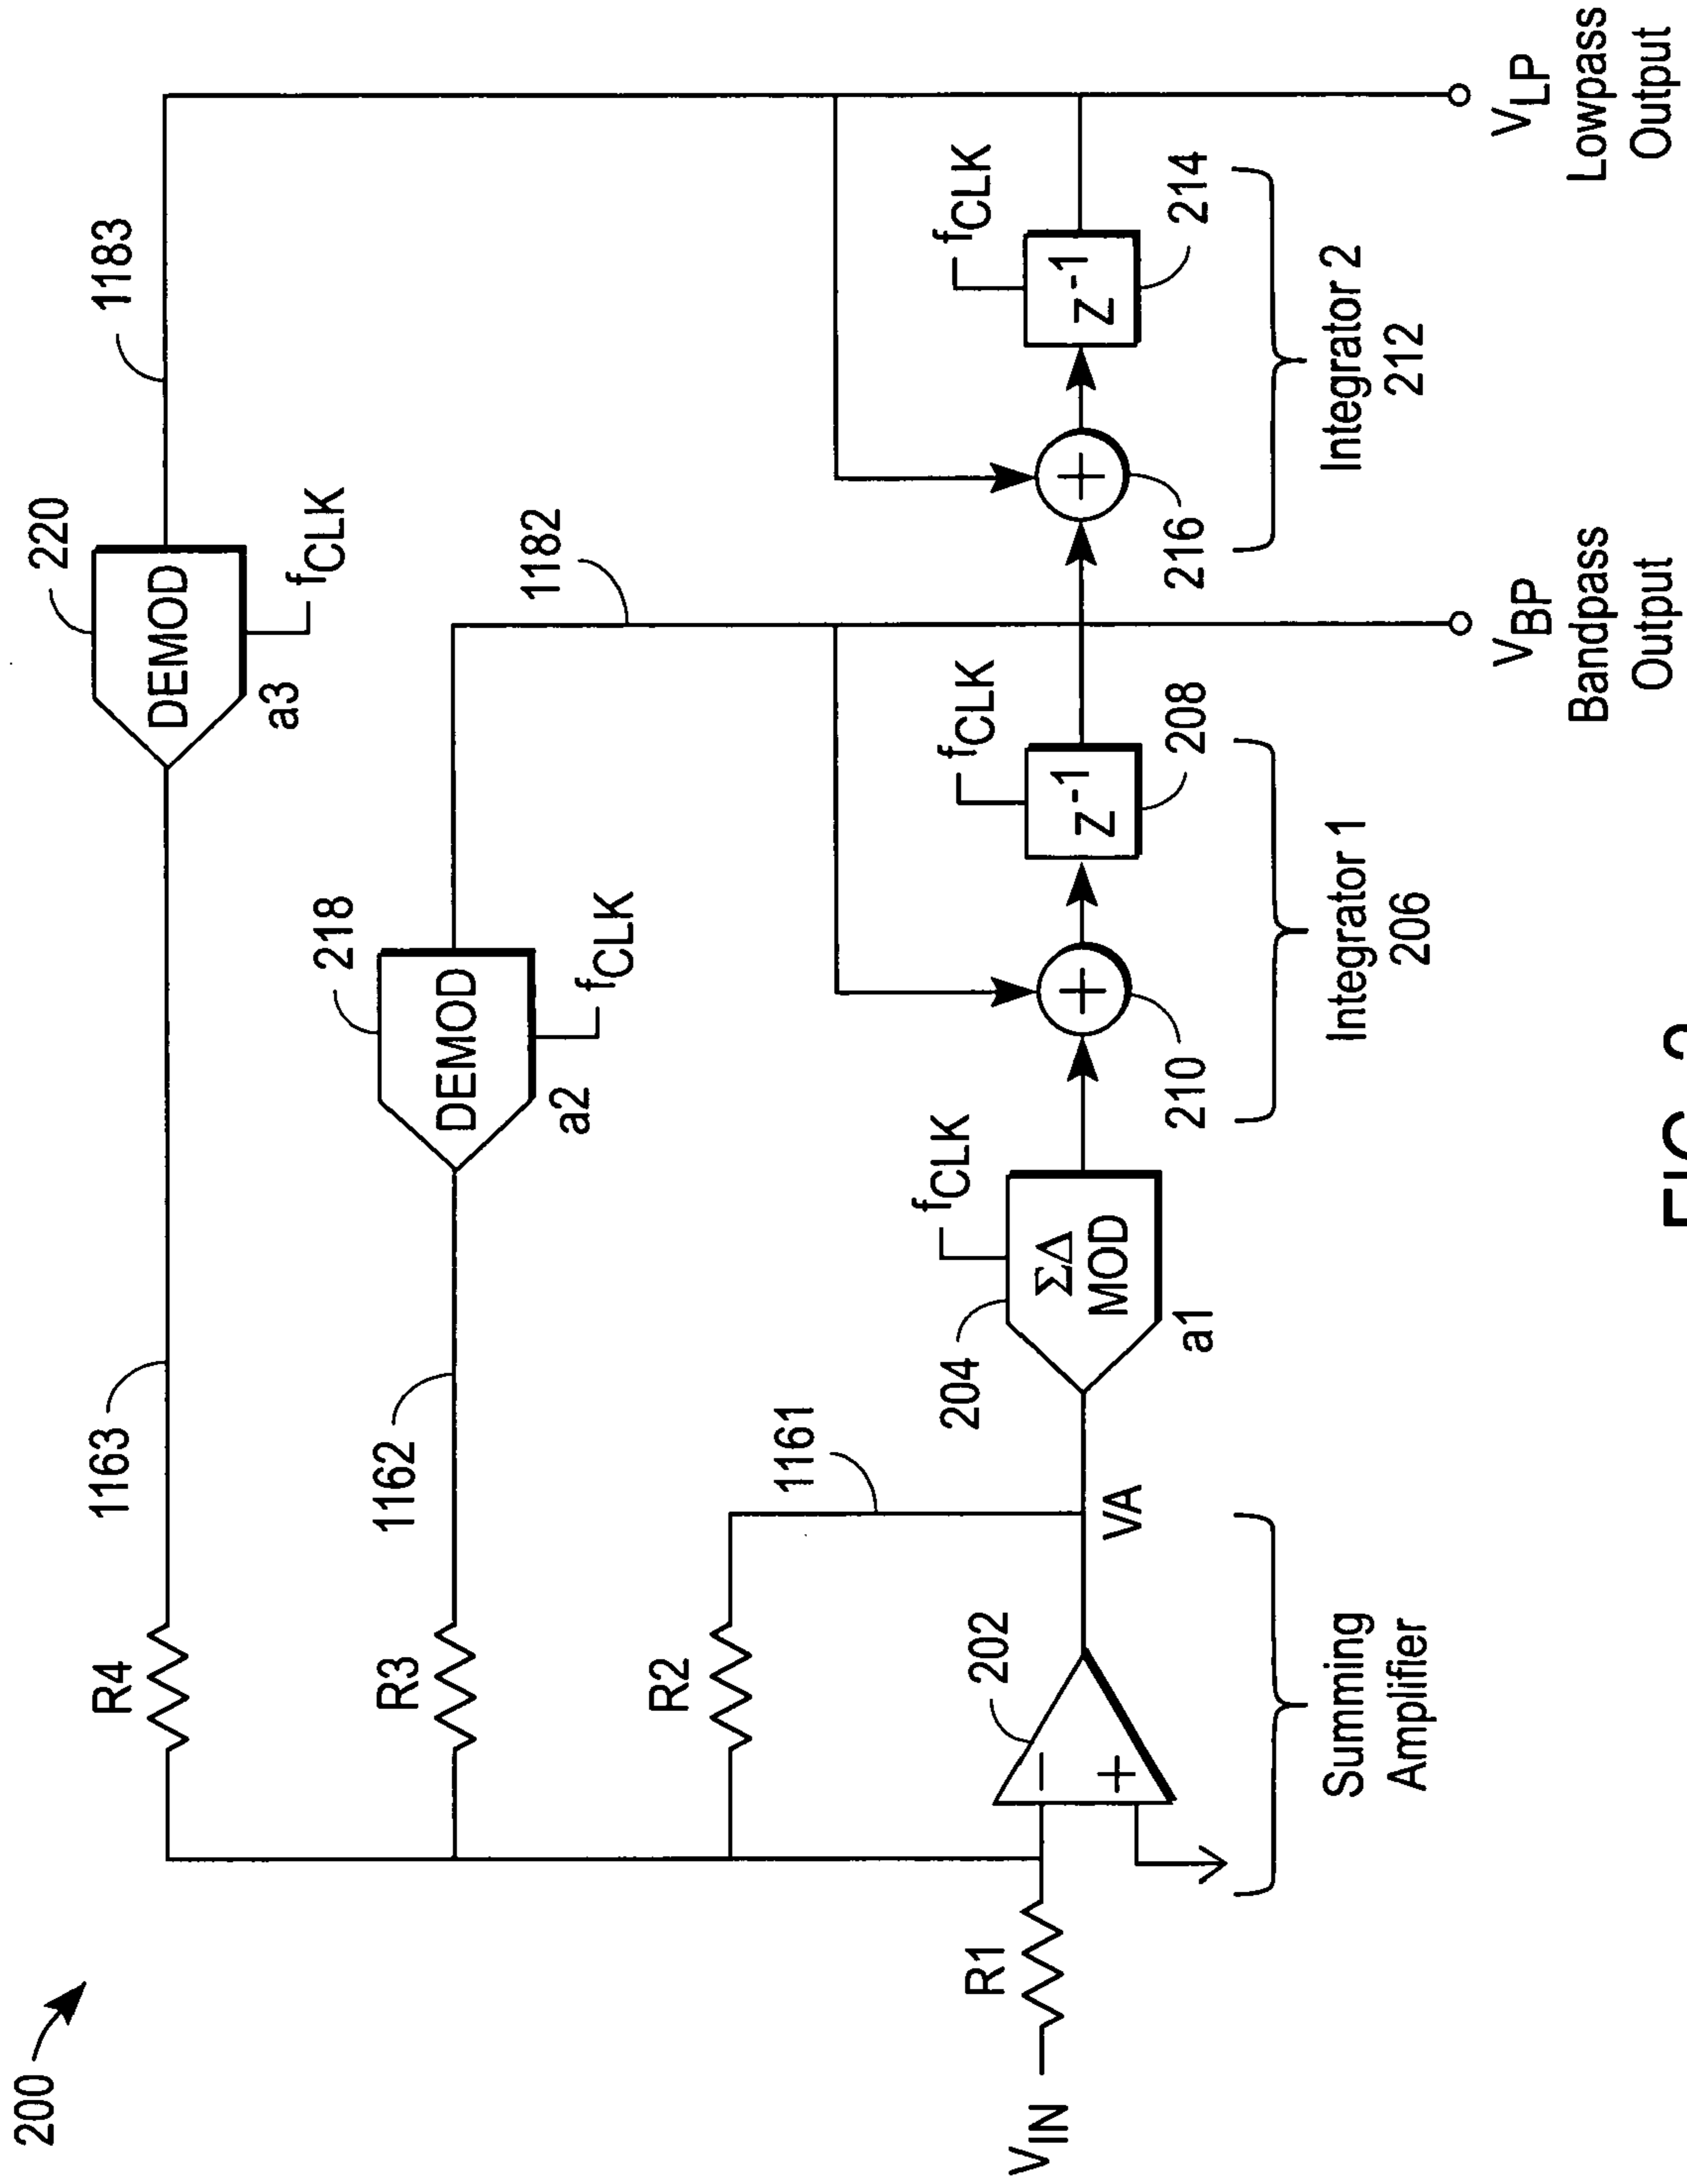 200
1163
1183
220
R4
DEMOD
a3
fCLK
1162
218
1182
R3
DEMOD
a2
fCLK
1161
R2
VIN
R1
202
−
+
VA
204
ΣΔ
MOD
a1
fCLK
210
+
z-1
fCLK
208
216
+
z-1
fCLK
214
Summing
Amplifier
Integrator 1
206
Integrator 2
212
VBP
Bandpass
Output
VLP
Lowpass
Output